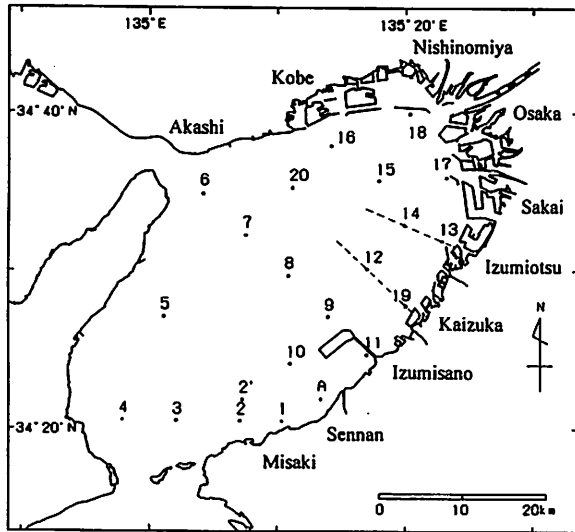 135°E
135°20'E
Nishinomiya
Kobe
34°40'N
Akashi
Osaka
16
18
6
20
15
17
Sakai
7
14
13
12
Izumiotsu
8
5
9
19
N
Kaizuka
10
11
Izumisano
2'
A
34°20'N
4
3
2
1
Sennan
Misaki
0 10 20km